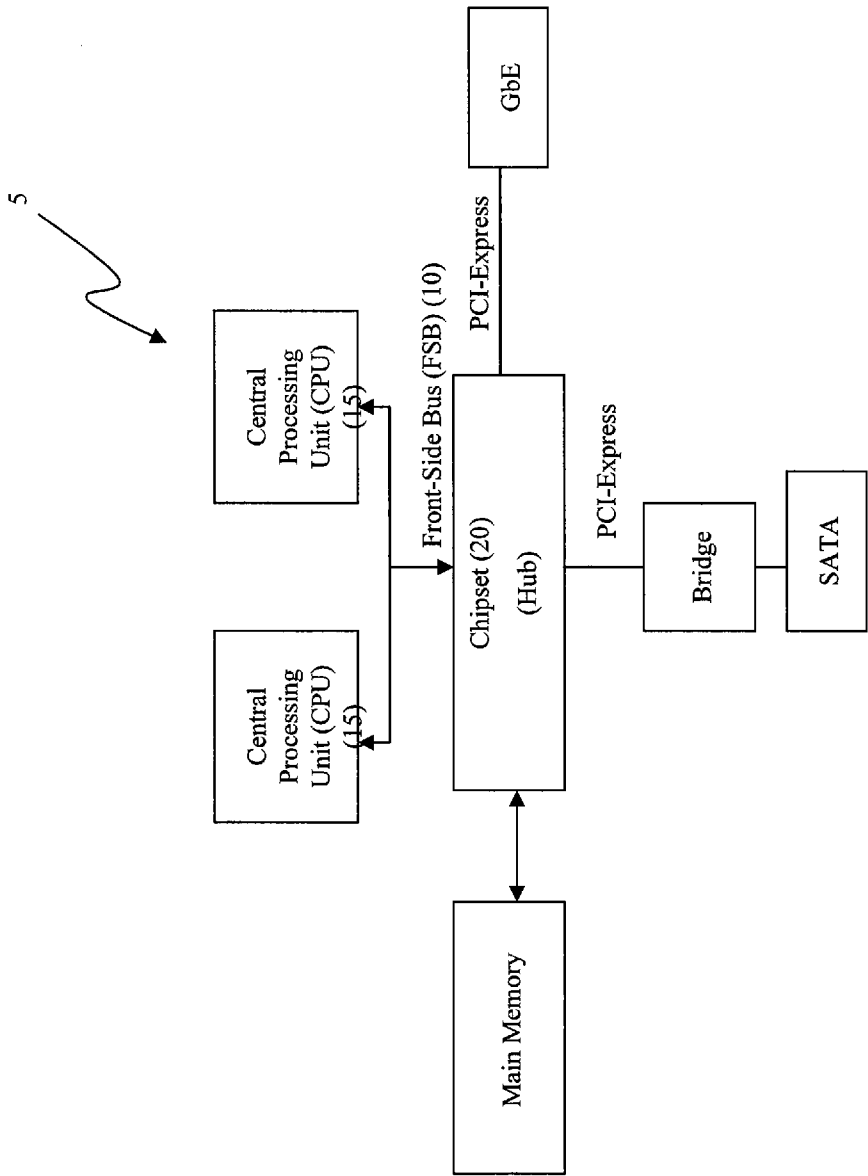 5
Central
Processing
Unit (CPU)
(15)
Central
Processing
Unit (CPU)
(15)
Front-Side Bus (FSB) (10)
Main Memory
Chipset (20)
(Hub)
PCI-Express
GbE
PCI-Express
Bridge
SATA